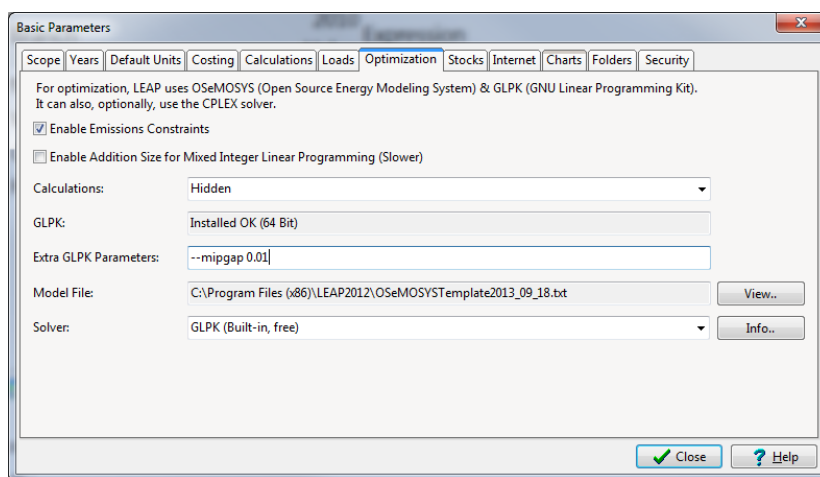 2010
Expression
Basic Parameters
Scope Years Default Units Costing Calculations Loads Optimization Stocks Internet Charts Folders Security
For optimization, LEAP uses OSeMOSYS (Open Source Energy Modeling System) & GLPK (GNU Linear Programming Kit).
It can also, optionally, use the CPLEX solver.
Enable Emissions Constraints
Enable Addition Size for Mixed Integer Linear Programming (Slower)
Calculations: Hidden
GLPK: Installed OK (64 Bit)
Extra GLPK Parameters: --mipgap 0.01
Model File: C:\Program Files (x86)\LEAP2012\OSeMOSYSTemplate2013_09_18.txt View..
Solver: GLPK (Built-in, free) Info..
Close ? Help